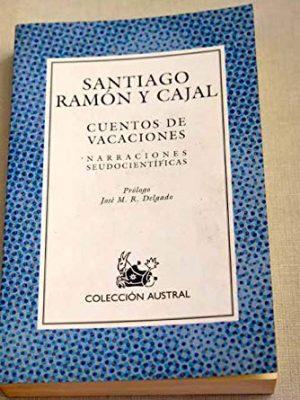 SANTIAGO
RAMÓN Y CAJAL
CUENTOS DE
VACACIONES
NARRACIONES
SEUDOCIENTÍFICAS
Prólogo
José M. R. Delgado
COLECCIÓN AUSTRAL